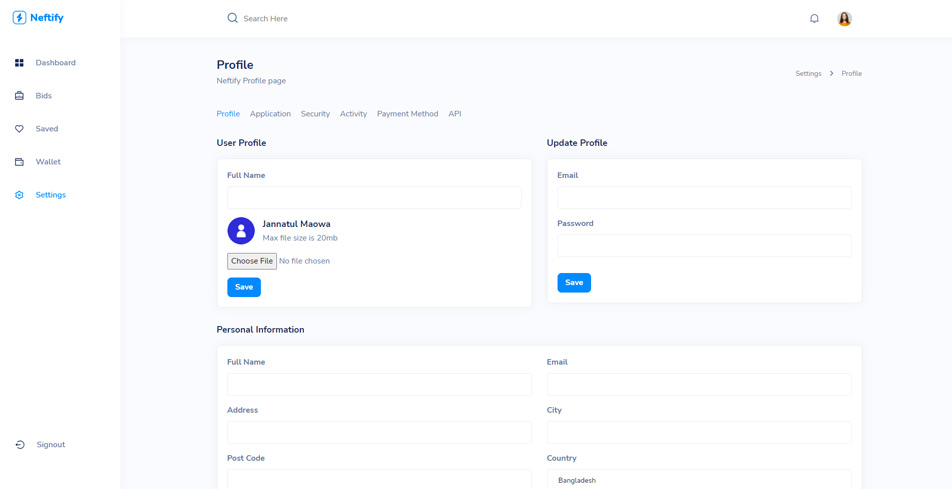 Neftify
Search Here
Dashboard
Bids
Saved
Wallet
Settings
Signout
Profile
Neftify Profile page
Settings > Profile
Profile Application Security Activity Payment Method API
User Profile
Full Name
Jannatul Maowa
Max file size is 20mb
Choose File No file chosen
Save
Update Profile
Email
Password
Save
Personal Information
Full Name
Email
Address
City
Post Code
Country
Bangladesh